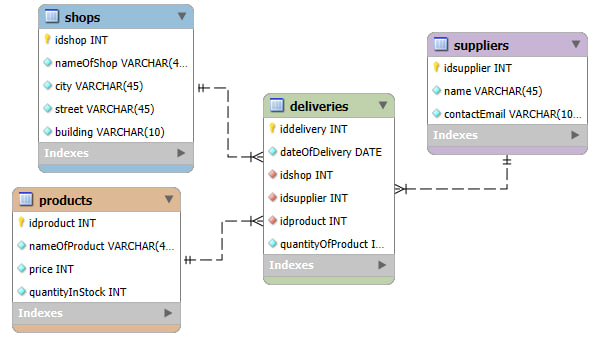 shops
idshop INT
nameOfShop VARCHAR(4...
city VARCHAR(45)
street VARCHAR(45)
building VARCHAR(10)
Indexes
products
idproduct INT
nameOfProduct VARCHAR(4...
price INT
quantityInStock INT
Indexes
deliveries
iddelivery INT
dateOfDelivery DATE
idshop INT
idsupplier INT
idproduct INT
quantityOfProduct I...
Indexes
suppliers
idsupplier INT
name VARCHAR(45)
contactEmail VARCHAR(10...
Indexes